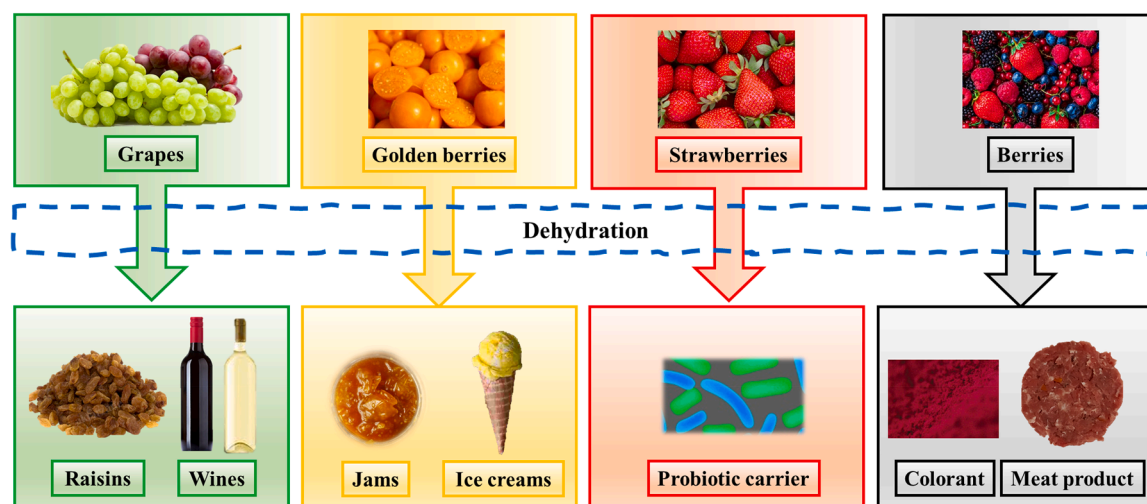 Grapes
Golden berries
Strawberries
Berries
Dehydration
Raisins
Wines
Jams
Ice creams
Probiotic carrier
Colorant
Meat product